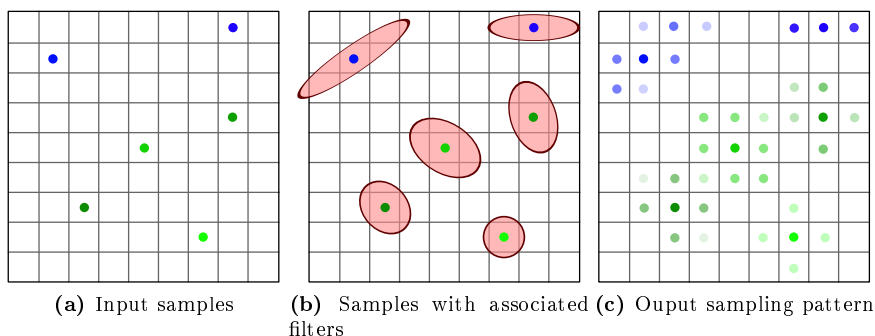 (a) Input samples
(b) Samples with associated
filters
(c) Ouput sampling pattern